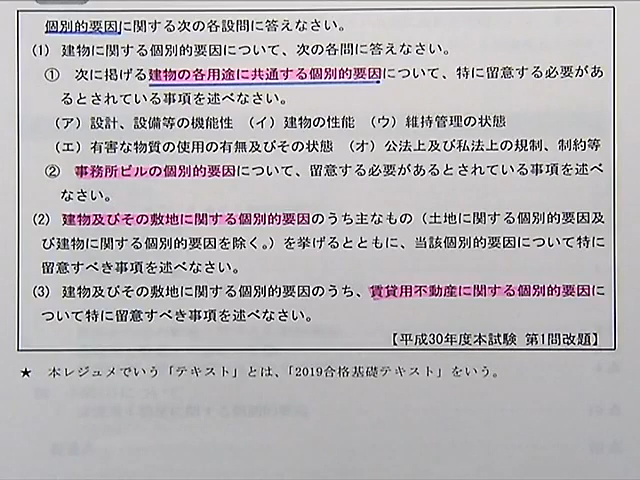 個別的要因に関する次の各設問に答えなさい。
(1) 建物に関する個別的要因について、次の各問に答えなさい。
① 次に掲げる建物の各用途に共通する個別的要因について、特に留意する必要があ
るとされている事項を述べなさい。
（ア）設計、設備等の機能性 （イ）建物の性能 （ウ）維持管理の状態
（エ）有害な物質の使用の有無及びその状態 （オ）公法上及び私法上の規制、制約等
② 事務所ビルの個別的要因について、留意する必要があるとされている事項を述べ
なさい。
(2) 建物及びその敷地に関する個別的要因のうち主なもの（土地に関する個別的要因及
び建物に関する個別的要因を除く。）を挙げるとともに、当該個別的要因について特に
留意すべき事項を述べなさい。
(3) 建物及びその敷地に関する個別的要因のうち、賃貸用不動産に関する個別的要因に
ついて特に留意すべき事項を述べなさい。
【平成30年度本試験 第1問改題】
★ 本レジュメでいう「テキスト」とは、「2019合格基礎テキスト」をいう。